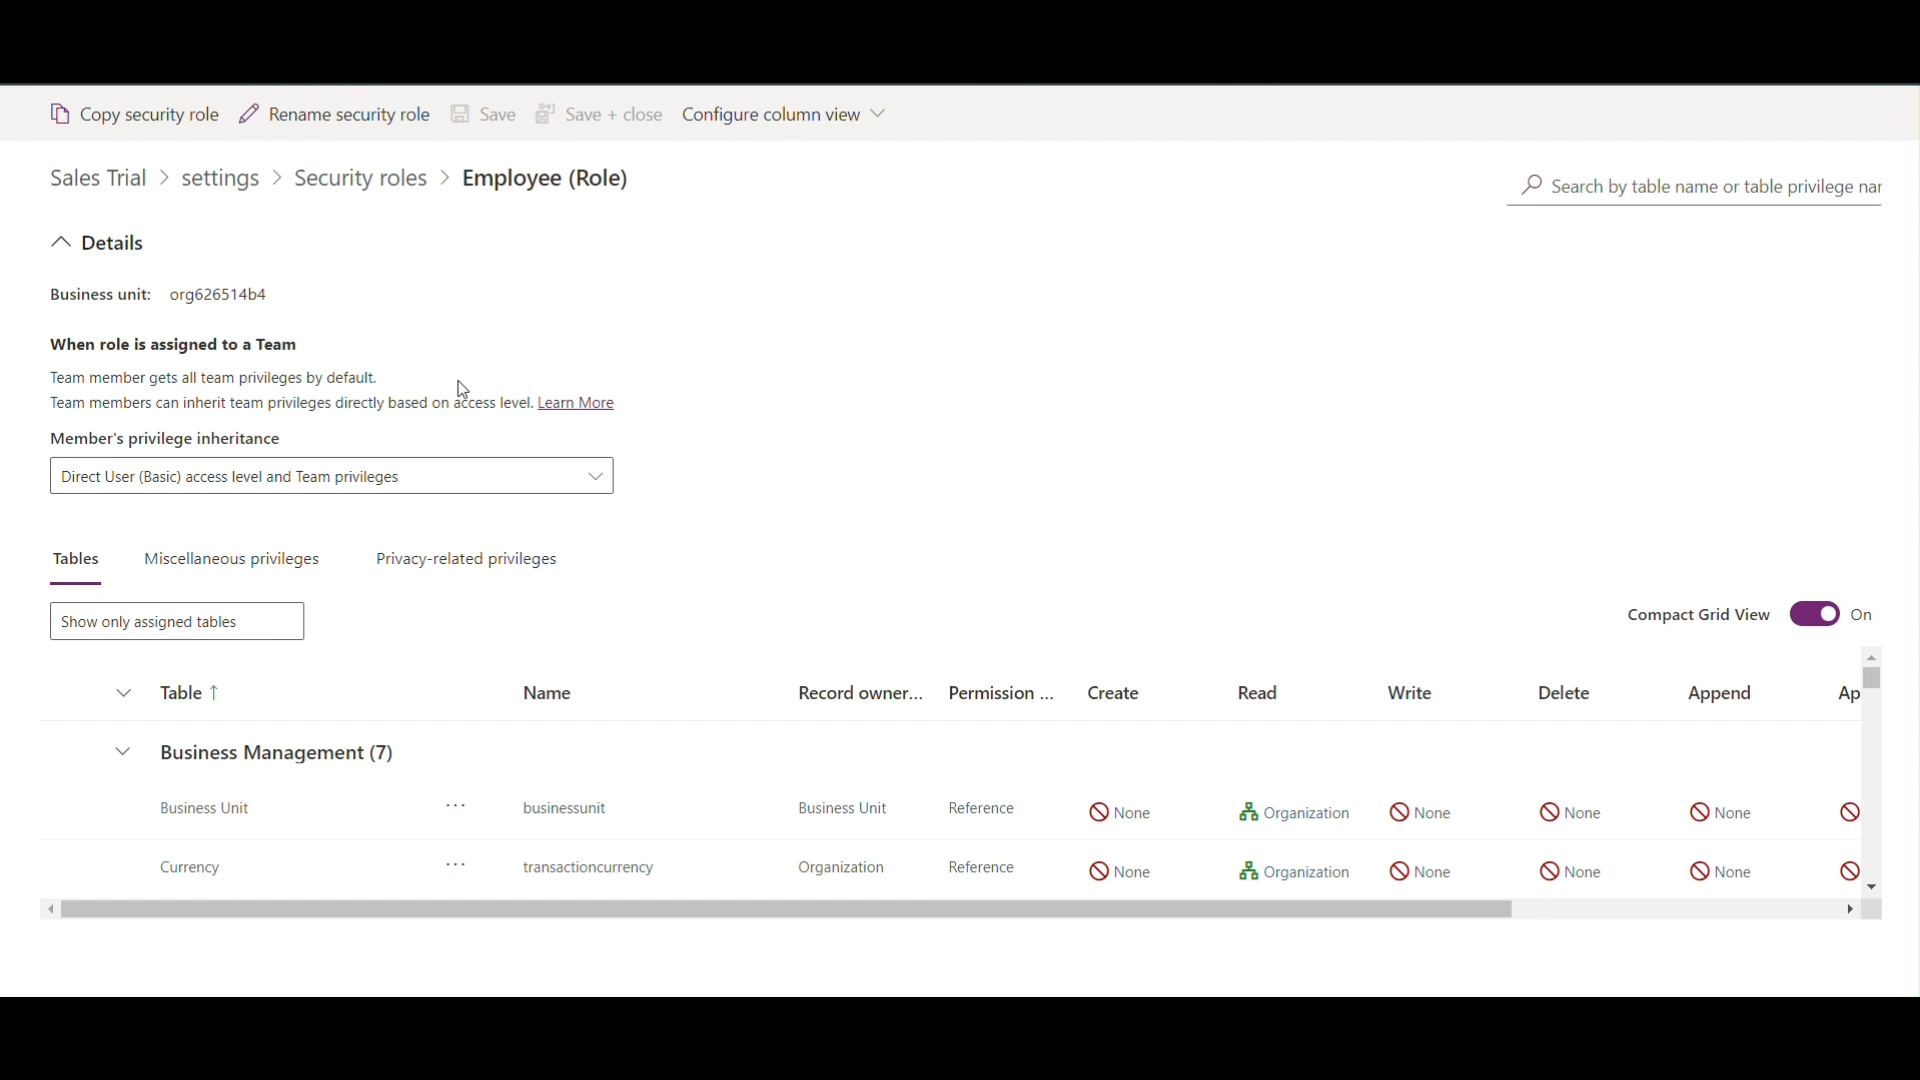 Copy security role Rename security role Save Save + close Configure column view
Sales Trial > settings > Security roles > Employee (Role)
Search by table name or table privilege nar
Details
Business unit: org626514b4
When role is assigned to a Team
Team member gets all team privileges by default.
Team members can inherit team privileges directly based on access level. Learn More
Member's privilege inheritance
Direct User (Basic) access level and Team privileges
Tables Miscellaneous privileges Privacy-related privileges
Show only assigned tables
Compact Grid View On
Table ↑ Name Record owner... Permission ... Create Read Write Delete Append Ap
Business Management (7)
Business Unit ... businessunit Business Unit Reference None Organization None None None
Currency ... transactioncurrency Organization Reference None Organization None None None